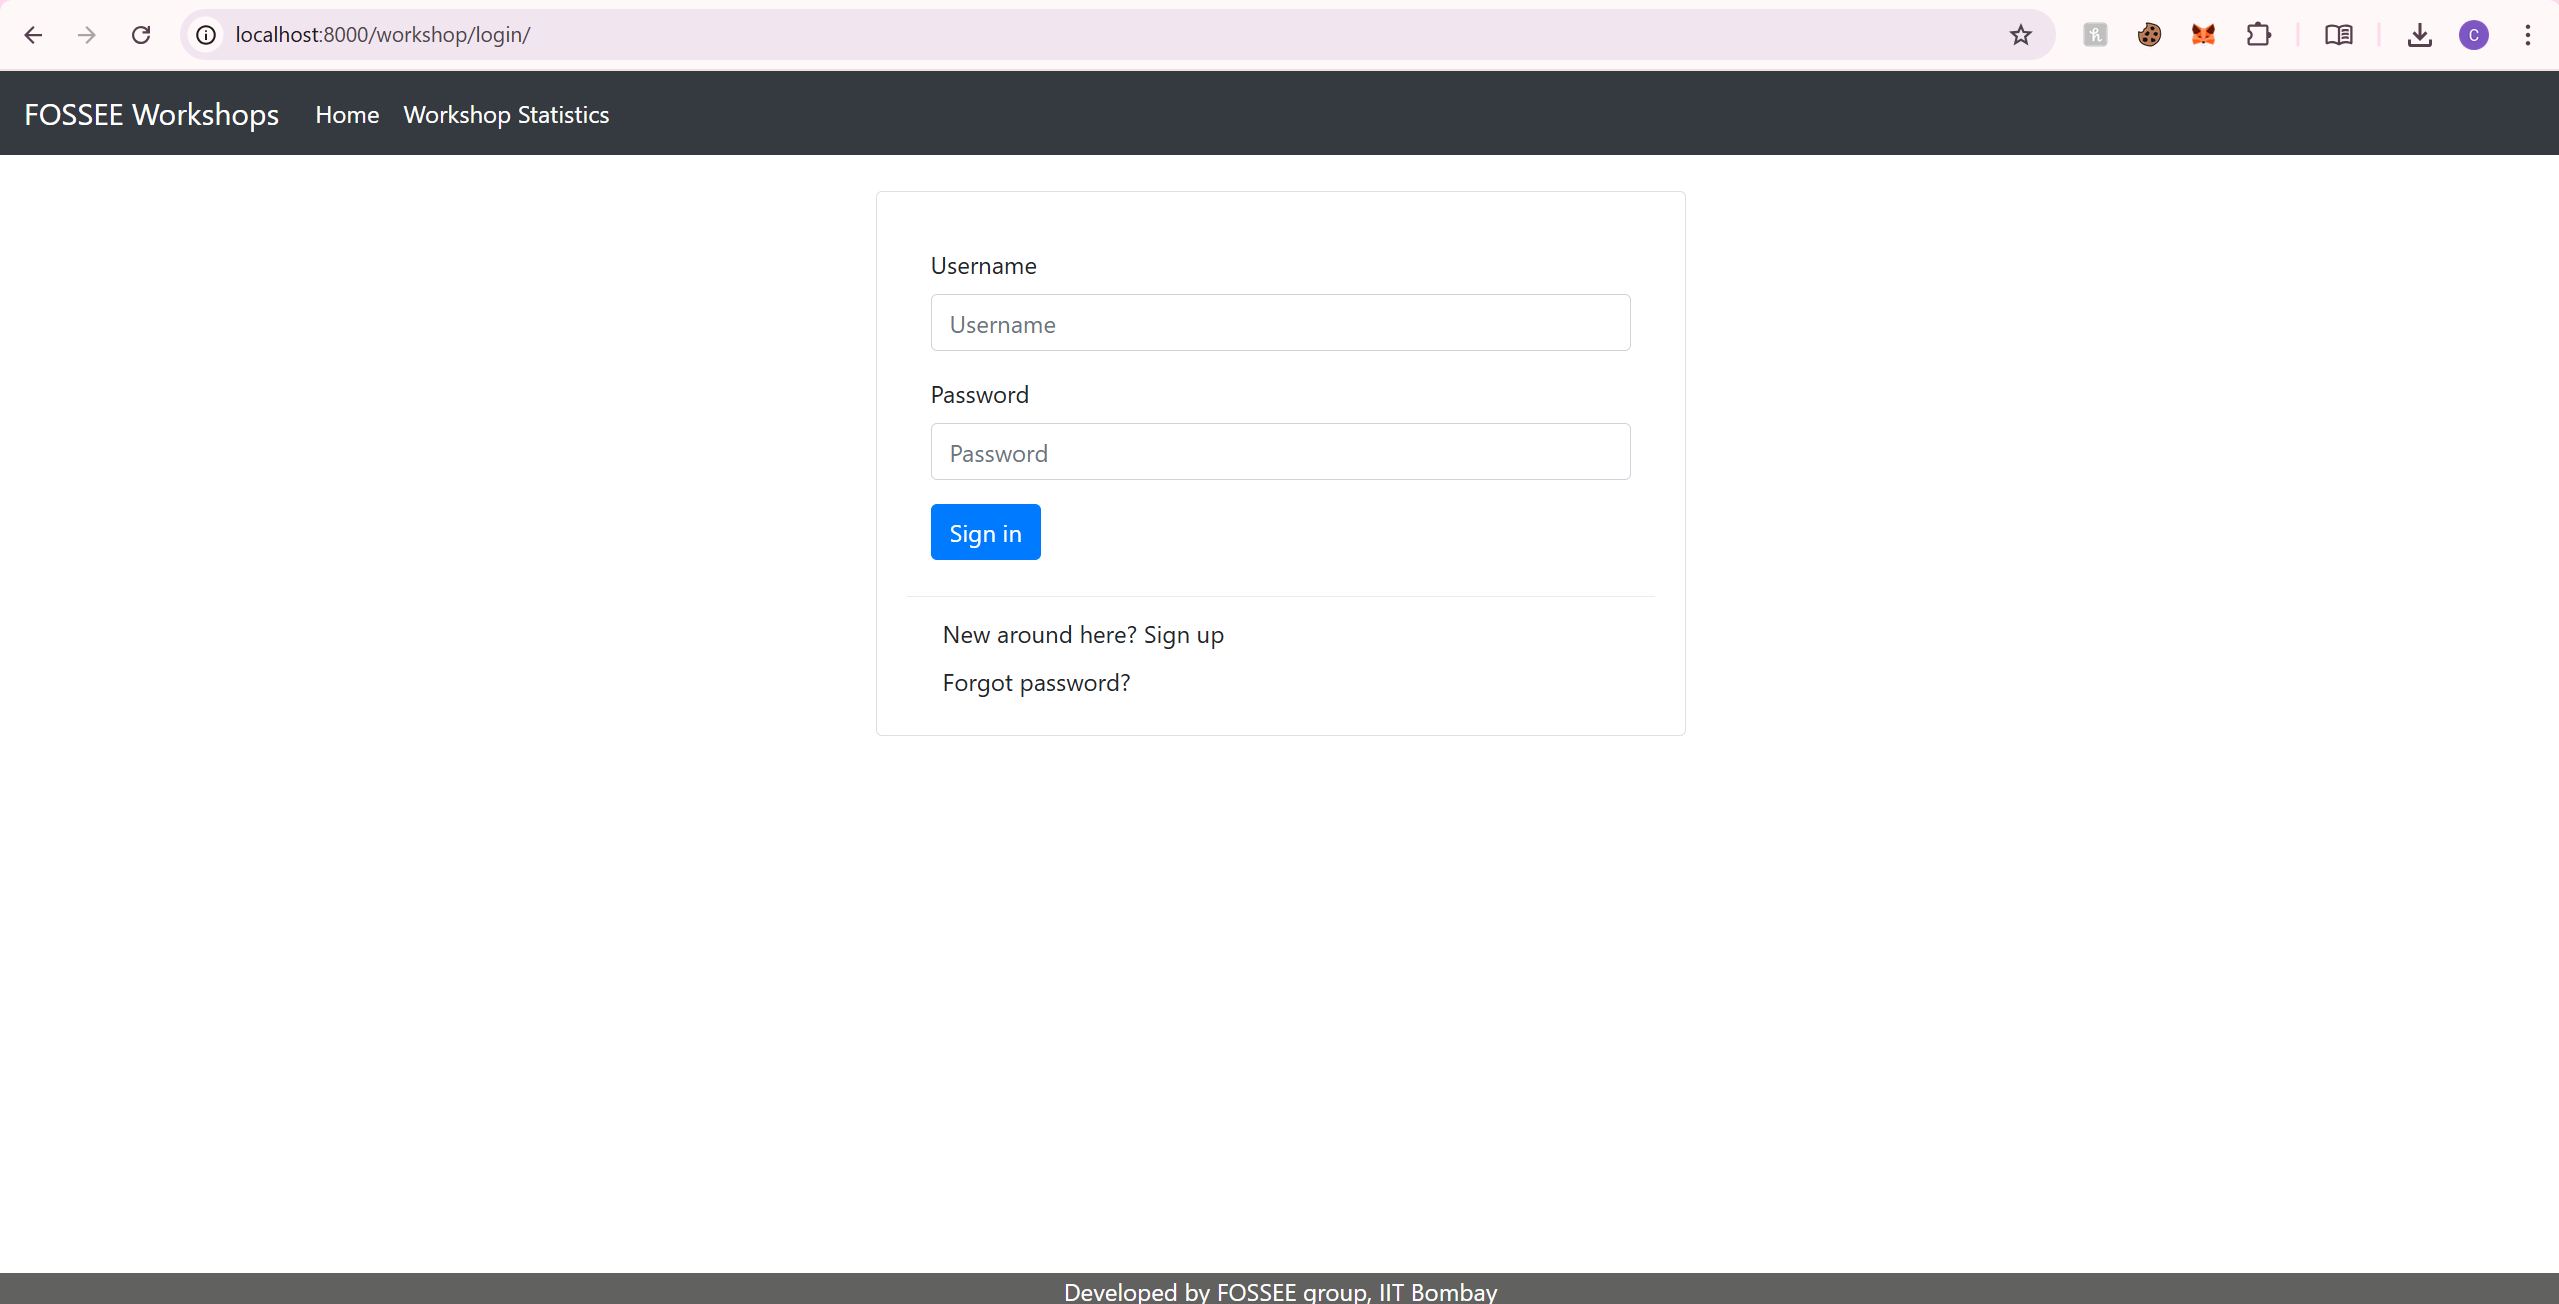 localhost:8000/workshop/login/
C
FOSSEE Workshops Home Workshop Statistics
Username
Username
Password
Password
Sign in
New around here? Sign up
Forgot password?
Developed by FOSSEE group, IIT Bombay